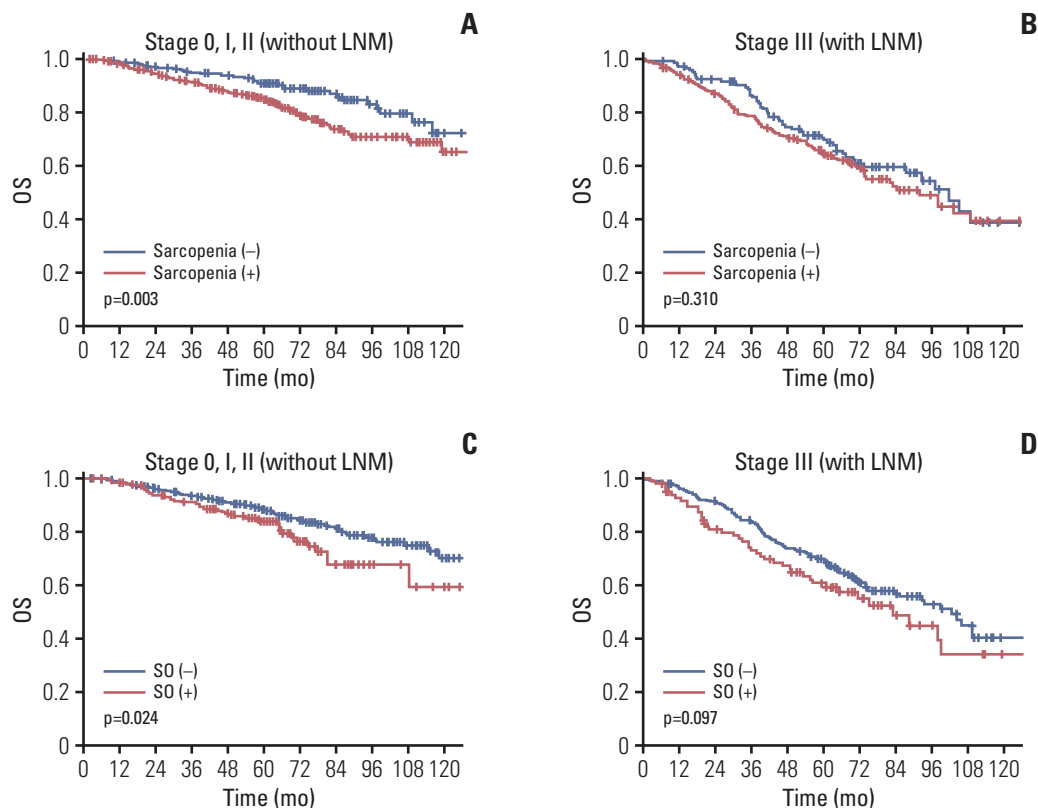 A
Stage 0, I, II (without LNM)
1.0
0.8
0.6
0.4
0.2
0
OS
Sarcopenia (–)
Sarcopenia (+)
p=0.003
0 12 24 36 48 60 72 84 96 108 120
Time (mo)
B
Stage III (with LNM)
1.0
0.8
0.6
0.4
0.2
0
OS
Sarcopenia (–)
Sarcopenia (+)
p=0.310
0 12 24 36 48 60 72 84 96 108 120
Time (mo)
C
Stage 0, I, II (without LNM)
1.0
0.8
0.6
0.4
0.2
0
OS
SO (–)
SO (+)
p=0.024
0 12 24 36 48 60 72 84 96 108 120
Time (mo)
D
Stage III (with LNM)
1.0
0.8
0.6
0.4
0.2
0
OS
SO (–)
SO (+)
p=0.097
0 12 24 36 48 60 72 84 96 108 120
Time (mo)